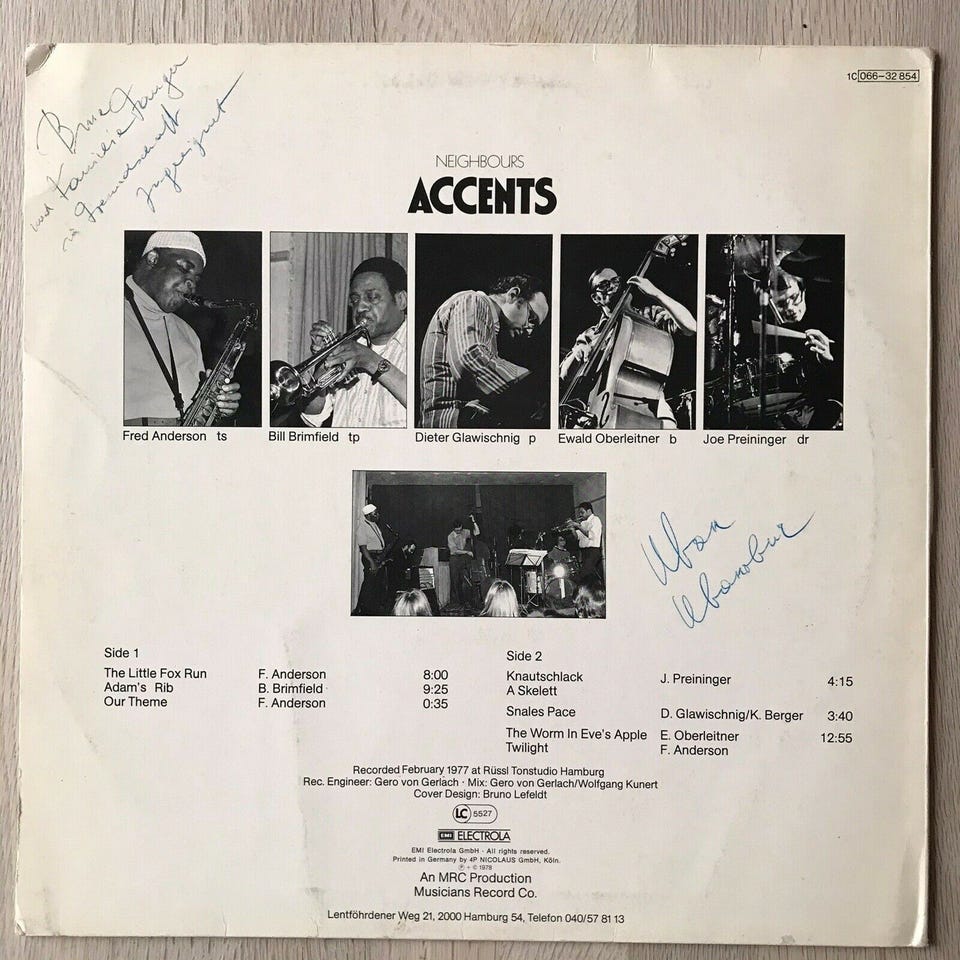 und Familie
in Freundschaft
zugeeignet
1C 066-32 854
NEIGHBOURS
ACCENTS
Fred Anderson ts
Bill Brimfield tp
Dieter Glawischnig p
Ewald Oberleitner b
Joe Preininger dr
Иван
Side 1
The Little Fox Run F. Anderson 8:00
Adam's Rib B. Brimfield 9:25
Our Theme F. Anderson 0:35
Side 2
Knautschlack J. Preininger 4:15
A Skelett
Snales Pace D. Glawischnig/K. Berger 3:40
The Worm In Eve's Apple E. Oberleitner 12:55
Twilight F. Anderson
Recorded February 1977 at Rüssl Tonstudio Hamburg
Rec. Engineer: Gero von Gerlach · Mix: Gero von Gerlach/Wolfgang Kunert
Cover Design: Bruno Lefeldt
LC 5527
EMI ELECTROLA
EMI Electrola GmbH · All rights reserved.
Printed in Germany by 4P NICOLAUS GmbH, Köln.
℗ + © 1978
An MRC Production
Musicians Record Co.
Lentföhrdener Weg 21, 2000 Hamburg 54, Telefon 040/57 81 13